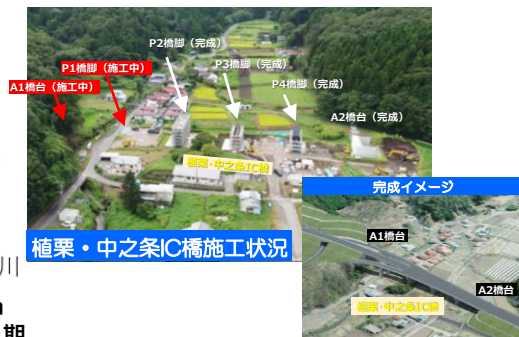 P2橋脚（完成）
P3橋脚（完成）
P1橋脚（施工中）
P4橋脚（完成）
A1橋台（施工中）
A2橋台（完成）
植栗・中之条IC橋
完成イメージ
植栗・中之条IC橋施工状況
A1橋台
A2橋台
植栗・中之条IC橋
川
期